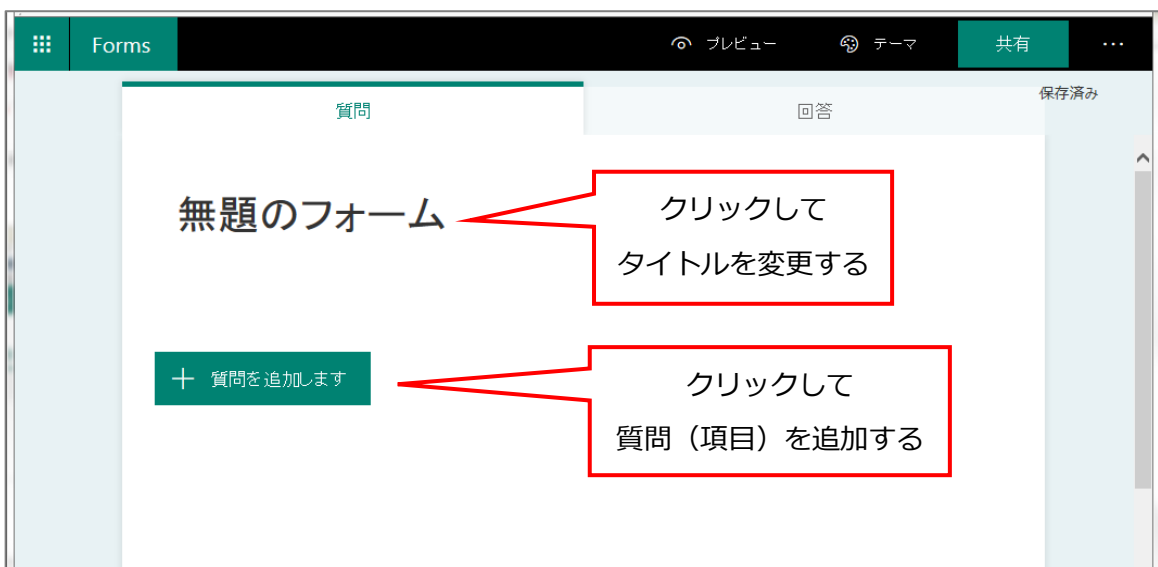 Forms
プレビュー
テーマ
共有
...
質問
回答
保存済み
無題のフォーム
クリックして
タイトルを変更する
+ 質問を追加します
クリックして
質問（項目）を追加する